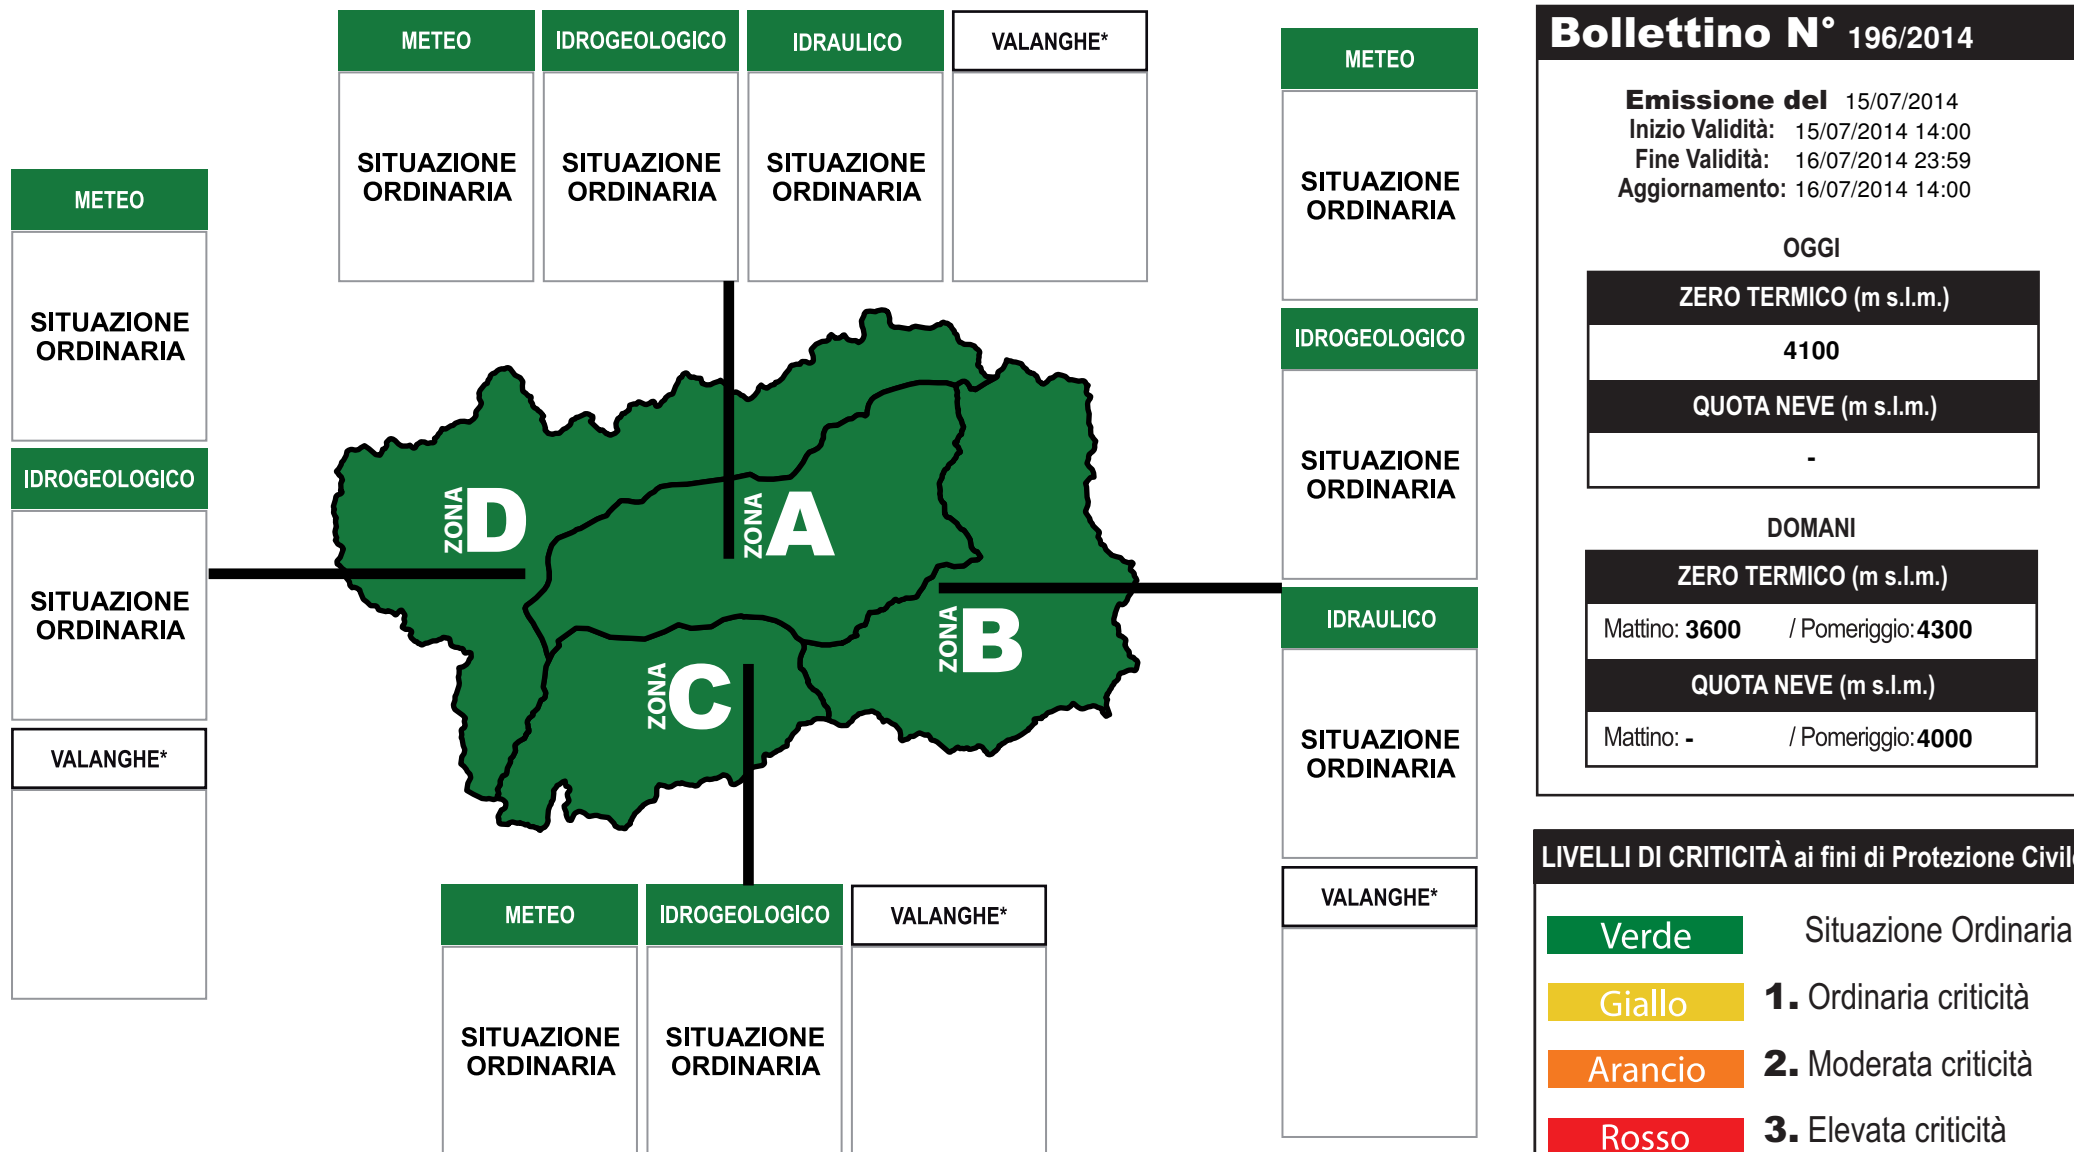 METEO
IDROGEOLOGICO
IDRAULICO
VALANGHE*
SITUAZIONE
ORDINARIA
SITUAZIONE
ORDINARIA
SITUAZIONE
ORDINARIA
METEO
SITUAZIONE
ORDINARIA
IDROGEOLOGICO
SITUAZIONE
ORDINARIA
VALANGHE*
ZONA D
ZONA A
ZONA B
ZONA C
METEO
SITUAZIONE
ORDINARIA
IDROGEOLOGICO
SITUAZIONE
ORDINARIA
IDRAULICO
SITUAZIONE
ORDINARIA
VALANGHE*
METEO
IDROGEOLOGICO
VALANGHE*
SITUAZIONE
ORDINARIA
SITUAZIONE
ORDINARIA
Bollettino N° 196/2014
Emissione del 15/07/2014
Inizio Validità: 15/07/2014 14:00
Fine Validità: 16/07/2014 23:59
Aggiornamento: 16/07/2014 14:00
OGGI
ZERO TERMICO (m s.l.m.)
4100
QUOTA NEVE (m s.l.m.)
-
DOMANI
ZERO TERMICO (m s.l.m.)
Mattino: 3600 / Pomeriggio: 4300
QUOTA NEVE (m s.l.m.)
Mattino: - / Pomeriggio: 4000
LIVELLI DI CRITICITÀ ai fini di Protezione Civile
Verde Situazione Ordinaria
Giallo 1. Ordinaria criticità
Arancio 2. Moderata criticità
Rosso 3. Elevata criticità